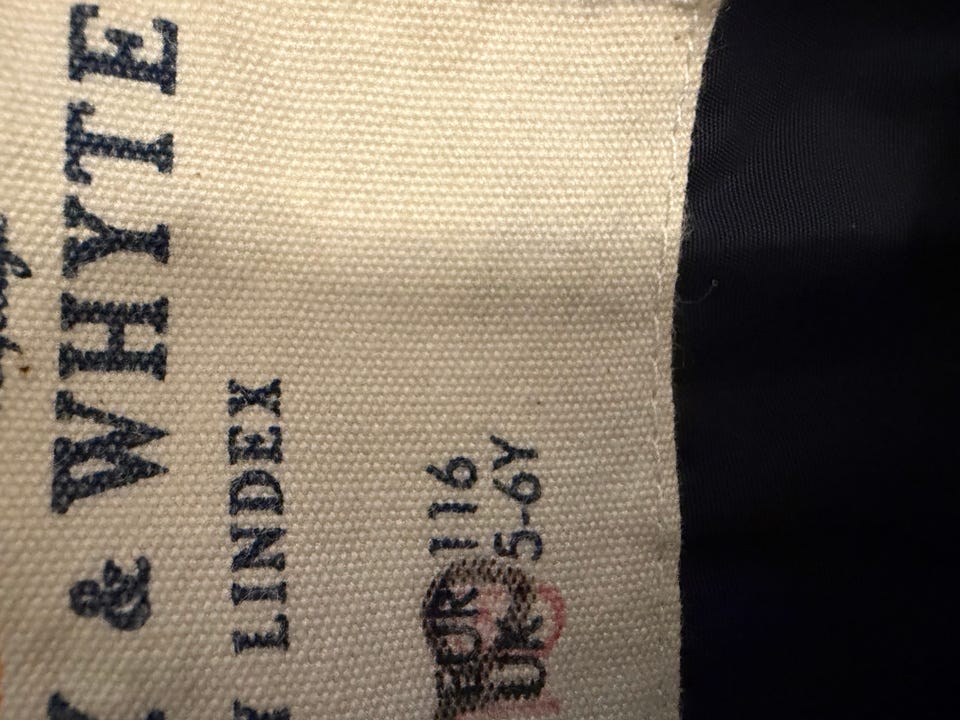 & WHYTE
LINDEX
EUR 116
UK 5-6Y